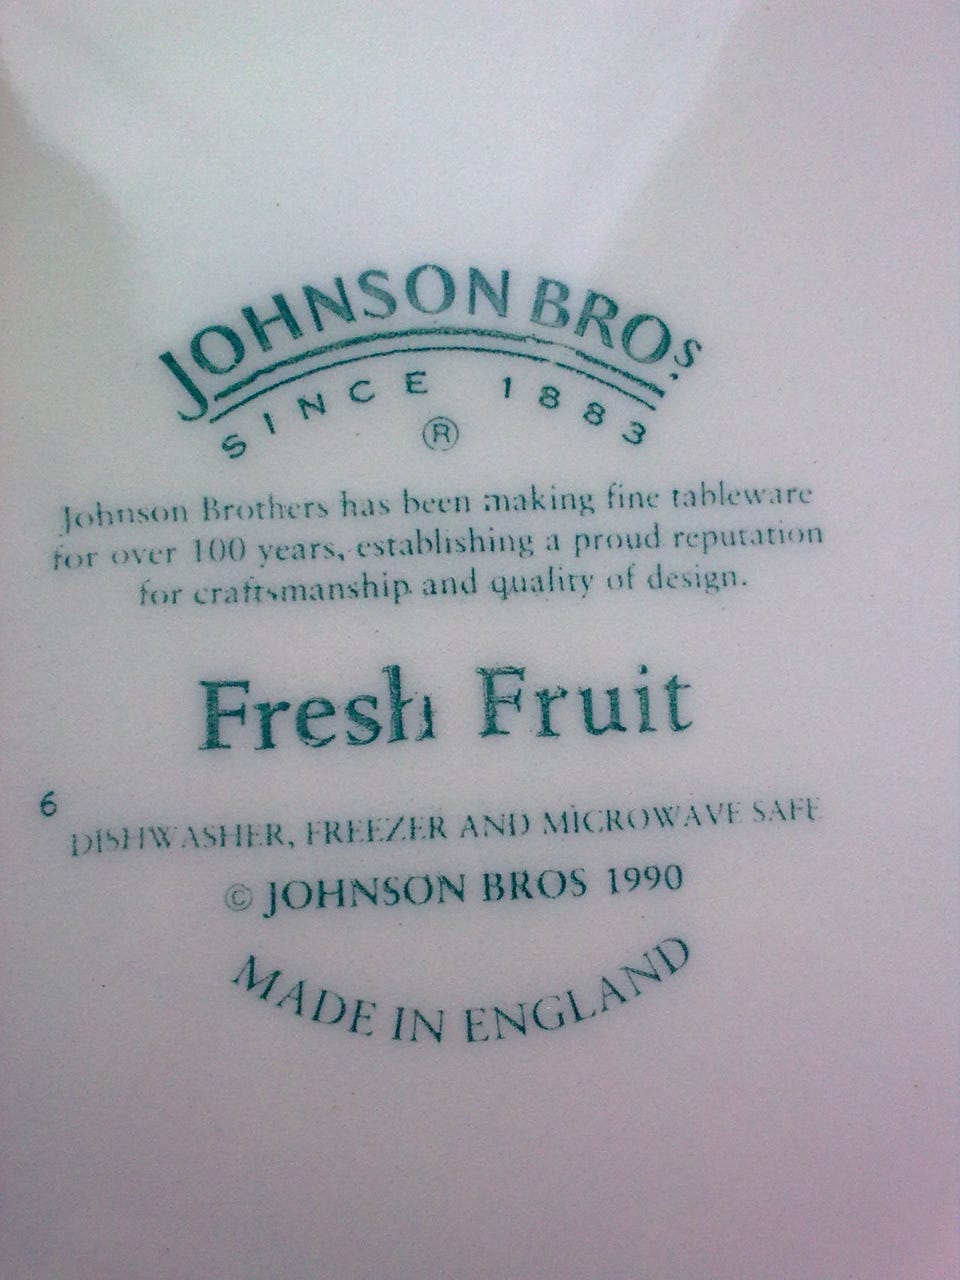 JOHNSON BROS.
SINCE 1883
®
Johnson Brothers has been making fine tableware
for over 100 years, establishing a proud reputation
for craftsmanship and quality of design.
Fresh Fruit
6
DISHWASHER, FREEZER AND MICROWAVE SAFE
© JOHNSON BROS 1990
MADE IN ENGLAND